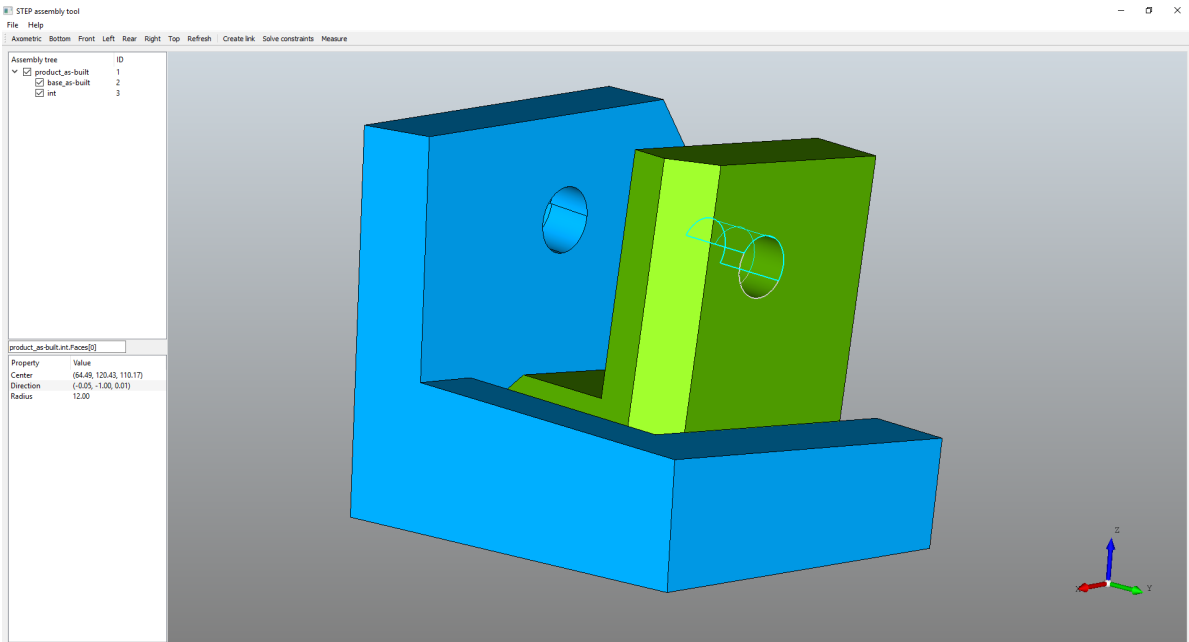 STEP assembly tool
File Help
Axometric Bottom Front Left Rear Right Top Refresh Create link Solve constraints Measure
Assembly tree ID
product_as-built 1
base_as-built 2
int 3
product_as-built.int.Faces[0]
Property Value
Center (64.49, 120.43, 110.17)
Direction (-0.05, -1.00, 0.01)
Radius 12.00
Z
X Y